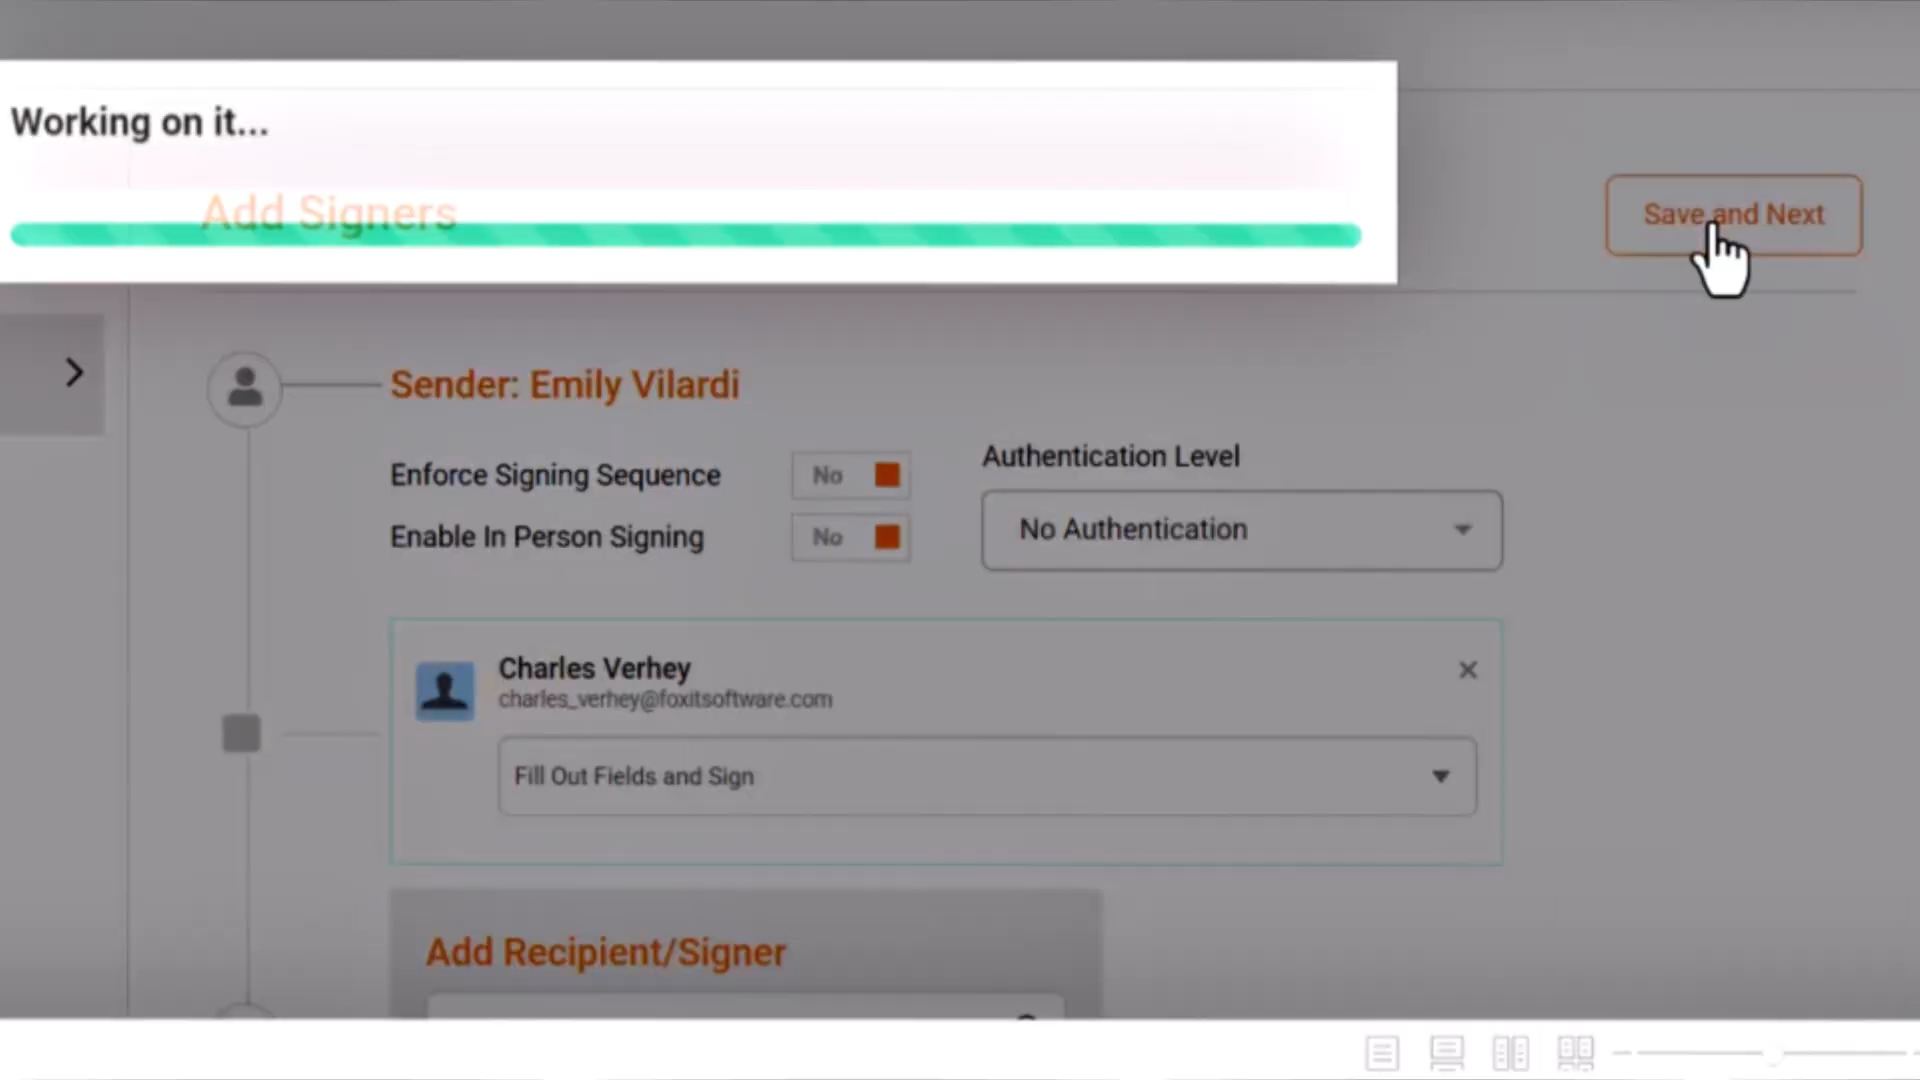 Working on it...
Add Signers
Save and Next
Sender: Emily Vilardi
Enforce Signing Sequence
No
Authentication Level
Enable In Person Signing
No
No Authentication
Charles Verhey
charles_verhey@foxitsoftware.com
Fill Out Fields and Sign
Add Recipient/Signer